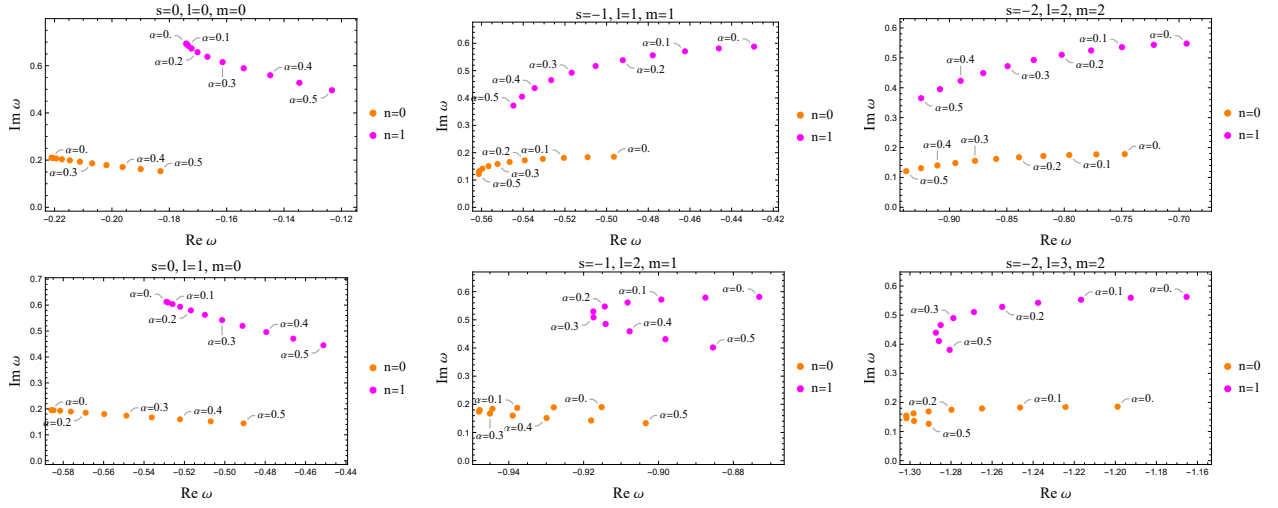 s=0, l=0, m=0
Im ω
0.8
0.6
0.4
0.2
0.0
α=0.
α=0.1
α=0.2
α=0.3
α=0.4
α=0.5
α=0.
α=0.3
α=0.4
α=0.5
−0.22
−0.20
−0.18
−0.16
−0.14
−0.12
Re ω
n=0
n=1
s=−1, l=1, m=1
Im ω
0.6
0.5
0.4
0.3
0.2
0.1
0.0
α=0.
α=0.1
α=0.2
α=0.3
α=0.4
α=0.5
α=0.
α=0.1
α=0.2
α=0.3
α=0.5
−0.56
−0.54
−0.52
−0.50
−0.48
−0.46
−0.44
−0.42
Re ω
n=0
n=1
s=−2, l=2, m=2
Im ω
0.6
0.5
0.4
0.3
0.2
0.1
0.0
α=0.
α=0.1
α=0.2
α=0.3
α=0.4
α=0.5
α=0.
α=0.1
α=0.2
α=0.3
α=0.4
α=0.5
−0.90
−0.85
−0.80
−0.75
−0.70
Re ω
n=0
n=1
s=0, l=1, m=0
Im ω
0.7
0.6
0.5
0.4
0.3
0.2
0.1
0.0
α=0.
α=0.1
α=0.2
α=0.3
α=0.4
α=0.5
α=0.
α=0.2
α=0.3
α=0.4
α=0.5
−0.58
−0.56
−0.54
−0.52
−0.50
−0.48
−0.46
−0.44
Re ω
n=0
n=1
s=−1, l=2, m=1
Im ω
0.6
0.5
0.4
0.3
0.2
0.1
0.0
α=0.
α=0.1
α=0.2
α=0.3
α=0.4
α=0.5
α=0.1
α=0.
α=0.3
α=0.4
α=0.5
−0.94
−0.92
−0.90
−0.88
Re ω
n=0
n=1
s=−2, l=3, m=2
Im ω
0.6
0.5
0.4
0.3
0.2
0.1
0.0
α=0.
α=0.1
α=0.2
α=0.3
α=0.5
α=0.
α=0.1
α=0.2
α=0.5
−1.30
−1.28
−1.26
−1.24
−1.22
−1.20
−1.18
−1.16
Re ω
n=0
n=1